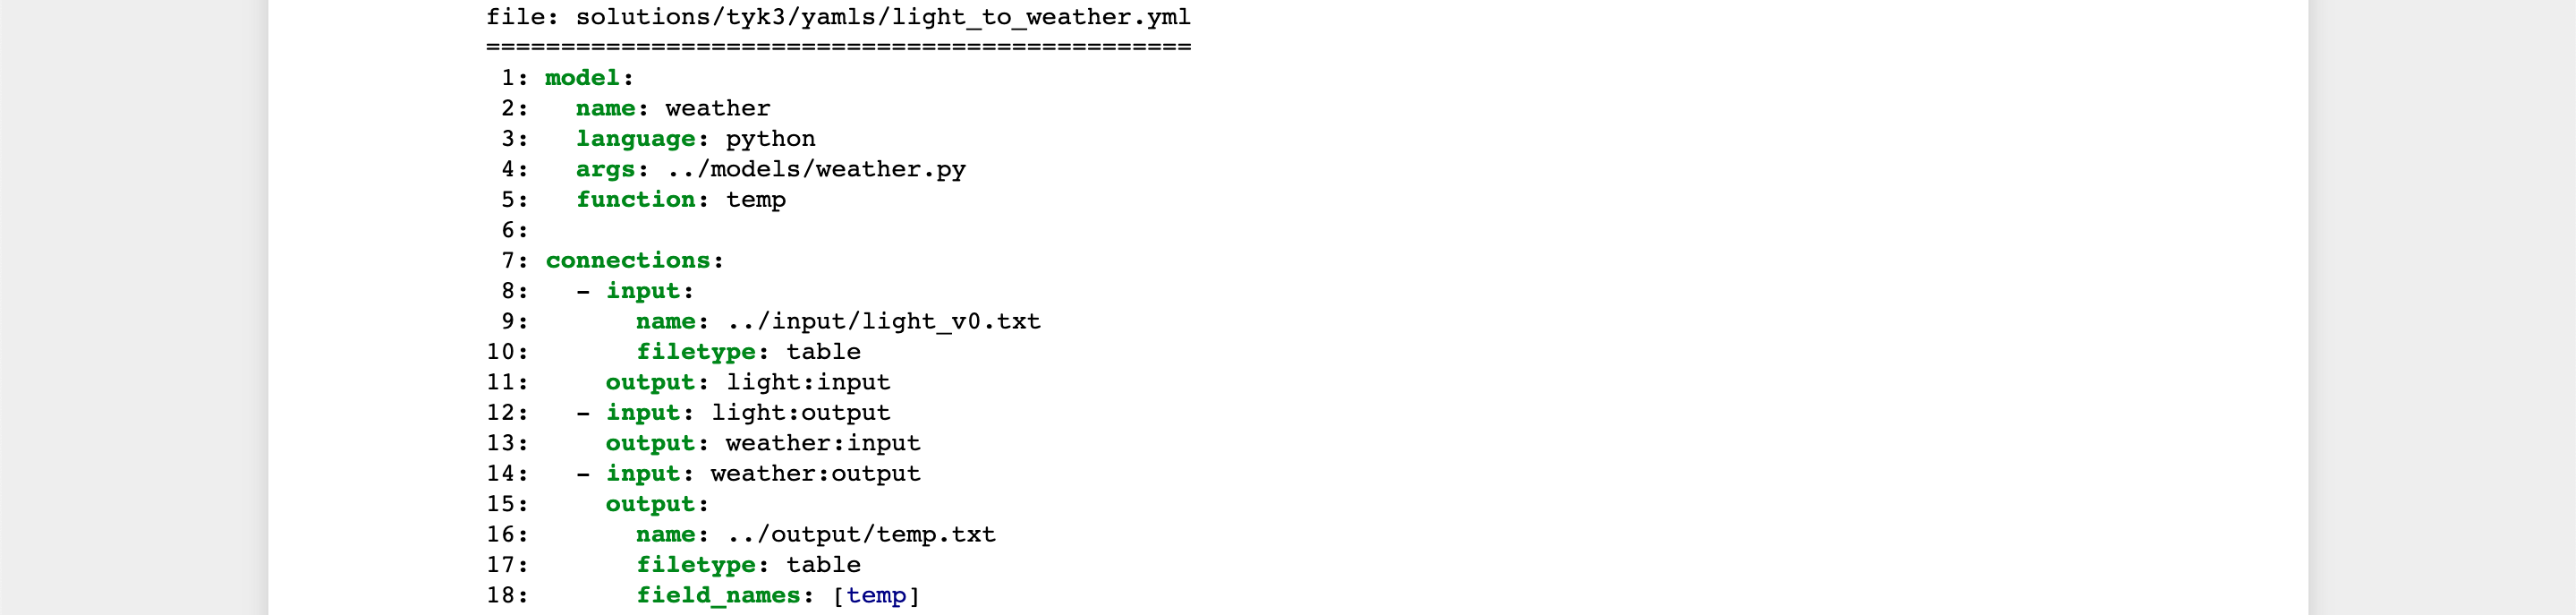 file: solutions/tyk3/yamls/light_to_weather.yml
===============================================
1: model:
2:   name: weather
3:   language: python
4:   args: ../models/weather.py
5:   function: temp
6:
7: connections:
8:   - input:
9:       name: ../input/light_v0.txt
10:       filetype: table
11:     output: light:input
12:   - input: light:output
13:     output: weather:input
14:   - input: weather:output
15:     output:
16:       name: ../output/temp.txt
17:       filetype: table
18:       field_names: [temp]